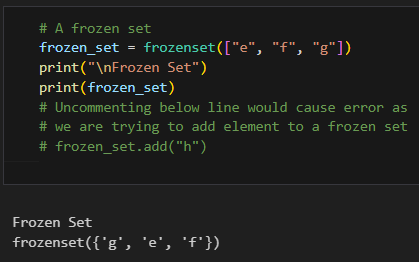 # A frozen set
frozen_set = frozenset(["e", "f", "g"])
print("\nFrozen Set")
print(frozen_set)
# Uncommenting below line would cause error as
# we are trying to add element to a frozen set
# frozen_set.add("h")
Frozen Set
frozenset({'g', 'e', 'f'})